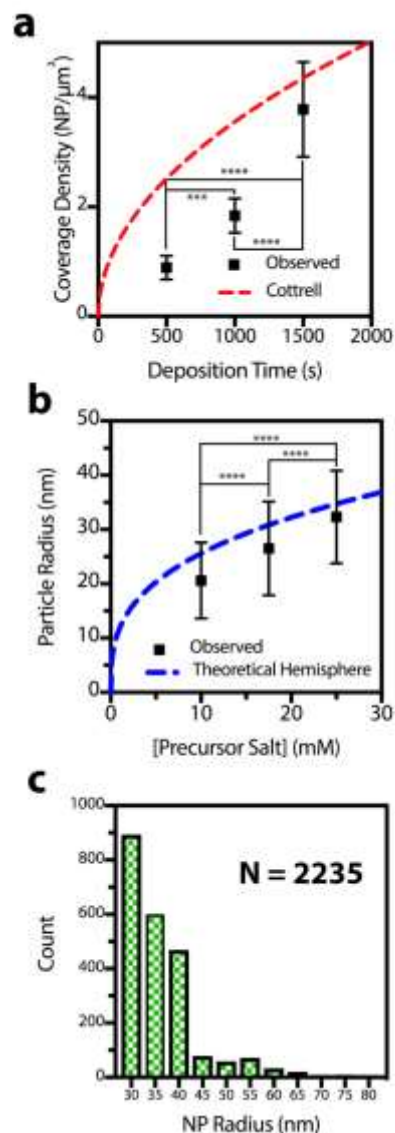 a
Coverage Density (NP/µm³)
4
2
0
****
***
****
Observed
Cottrell
0 500 1000 1500 2000
Deposition Time (s)
b
Particle Radius (nm)
50
40
30
20
10
0
****
**** ****
Observed
Theoretical Hemisphere
0 10 20 30
[Precursor Salt] (mM)
c
Count
1000
800
600
400
200
0
N = 2235
30 35 40 45 50 55 60 65 70 75 80
NP Radius (nm)